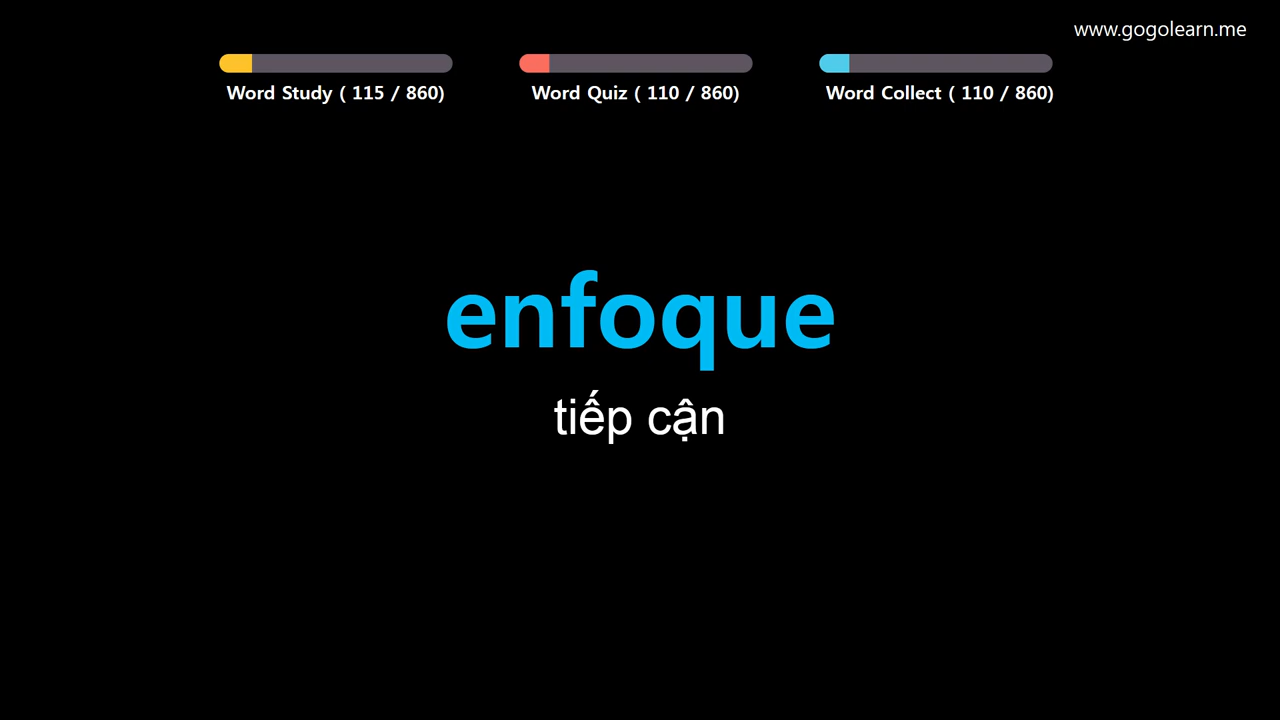 www.gogolearn.me
Word Study ( 115 / 860)
Word Quiz ( 110 / 860)
Word Collect ( 110 / 860)
enfoque
tiếp cận